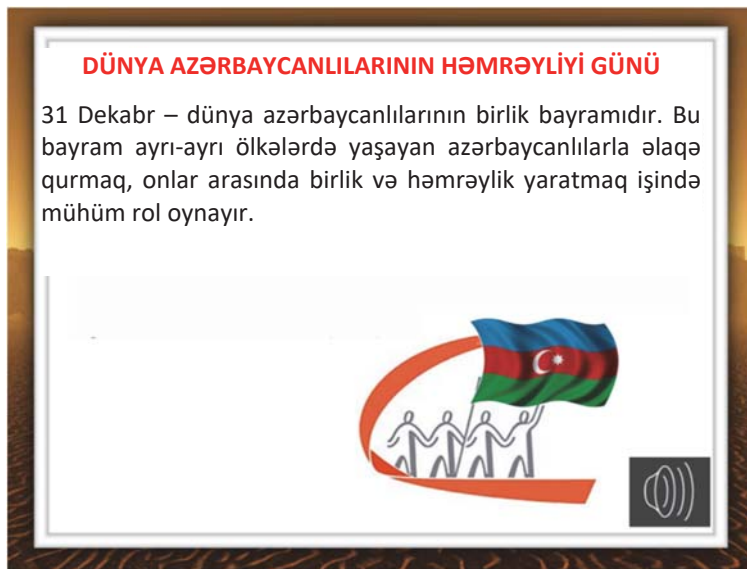 DÜNYA AZƏRBAYCANLILARININ HƏMRƏYLİYİ GÜNÜ
31 Dekabr – dünya azərbaycanlılarının birlik bayramıdır. Bu
bayram ayrı-ayrı ölkələrdə yaşayan azərbaycanlılarla əlaqə
qurmaq, onlar arasında birlik və həmrəylik yaratmaq işində
mühüm rol oynayır.